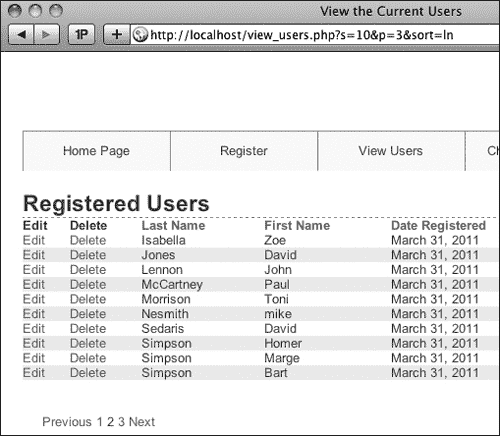 View the Current Users
1P + http://localhost/view_users.php?s=10&p=3&sort=ln
Home Page Register View Users Ch
Registered Users
Edit Delete Last Name First Name Date Registered
Edit Delete Isabella Zoe March 31, 2011
Edit Delete Jones David March 31, 2011
Edit Delete Lennon John March 31, 2011
Edit Delete McCartney Paul March 31, 2011
Edit Delete Morrison Toni March 31, 2011
Edit Delete Nesmith mike March 31, 2011
Edit Delete Sedaris David March 31, 2011
Edit Delete Simpson Homer March 31, 2011
Edit Delete Simpson Marge March 31, 2011
Edit Delete Simpson Bart March 31, 2011
Previous 1 2 3 Next